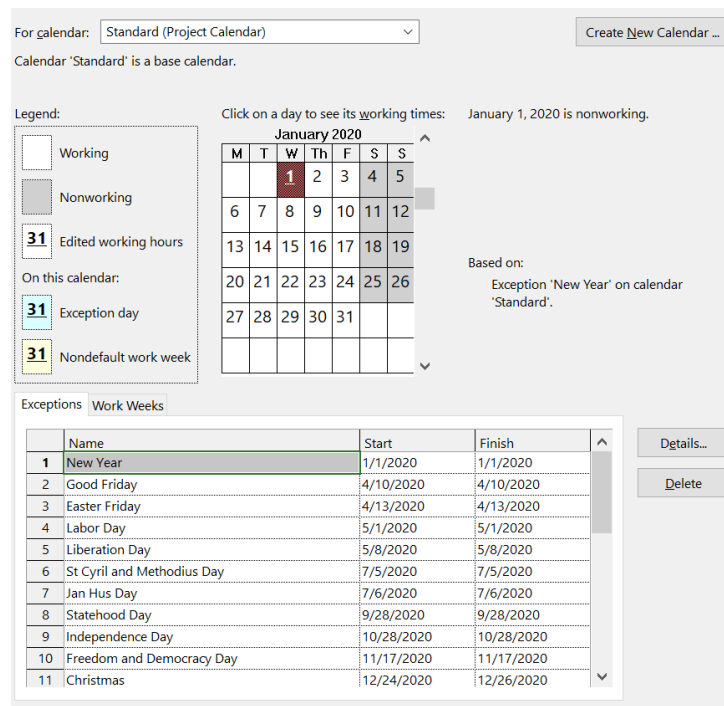 For calendar: Standard (Project Calendar) Create New Calendar ...
Calendar 'Standard' is a base calendar.
Legend: Click on a day to see its working times: January 1, 2020 is nonworking.
January 2020
M T W Th F S S
Working
1 2 3 4 5
Nonworking
6 7 8 9 10 11 12
31 Edited working hours
13 14 15 16 17 18 19
Based on:
On this calendar:
20 21 22 23 24 25 26
Exception 'New Year' on calendar
'Standard'.
31 Exception day
27 28 29 30 31
31 Nondefault work week
Exceptions Work Weeks
Name Start Finish Details...
1 New Year 1/1/2020 1/1/2020
2 Good Friday 4/10/2020 4/10/2020 Delete
3 Easter Friday 4/13/2020 4/13/2020
4 Labor Day 5/1/2020 5/1/2020
5 Liberation Day 5/8/2020 5/8/2020
6 St Cyril and Methodius Day 7/5/2020 7/5/2020
7 Jan Hus Day 7/6/2020 7/6/2020
8 Statehood Day 9/28/2020 9/28/2020
9 Independence Day 10/28/2020 10/28/2020
10 Freedom and Democracy Day 11/17/2020 11/17/2020
11 Christmas 12/24/2020 12/26/2020